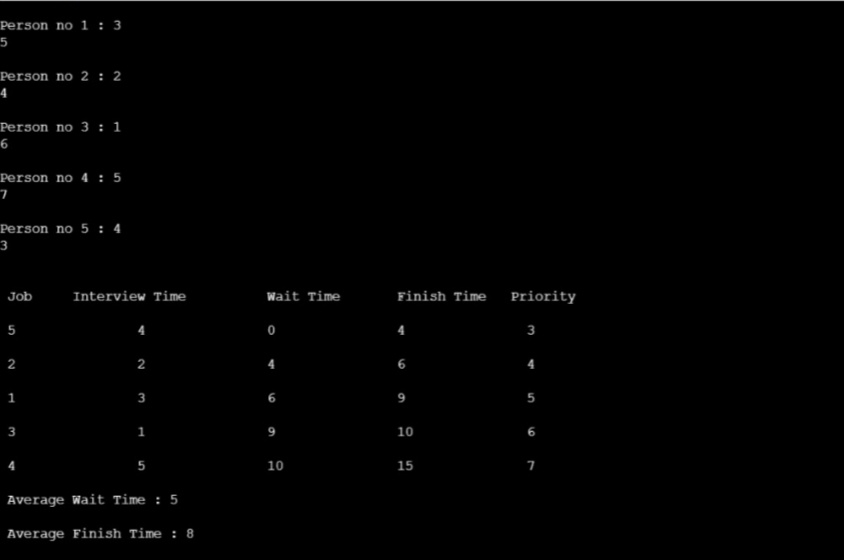 Person no 1 : 3
5
Person no 2 : 2
4
Person no 3 : 1
6
Person no 4 : 5
7
Person no 5 : 4
3
Job Interview Time Wait Time Finish Time Priority
5 4 0 4 3
2 2 4 6 4
1 3 6 9 5
3 1 9 10 6
4 5 10 15 7
Average Wait Time : 5
Average Finish Time : 8